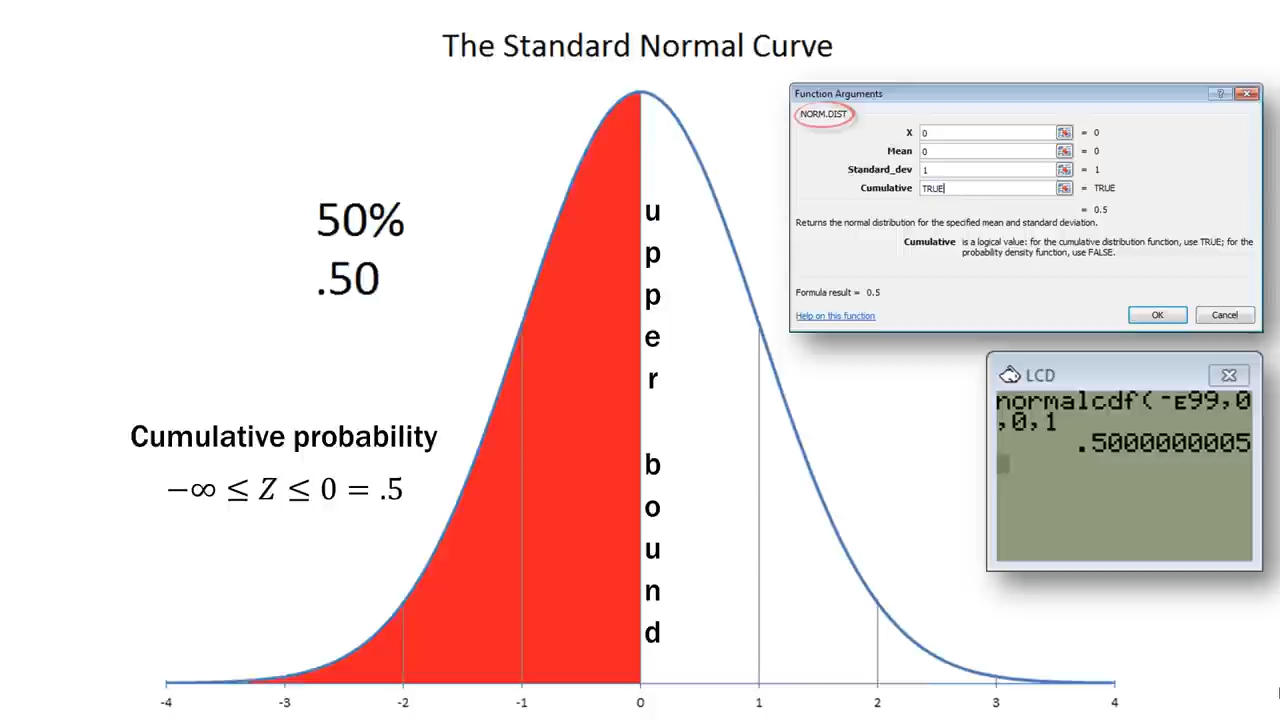 The Standard Normal Curve
50%
.50
Cumulative probability
−∞ ≤ Z ≤ 0 = .5
upper bound
Function Arguments
NORM.DIST
X 0 = 0
Mean 0 = 0
Standard_dev 1 = 1
Cumulative TRUE = TRUE
= 0.5
Returns the normal distribution for the specified mean and standard deviation.
Cumulative is a logical value: for the cumulative distribution function, use TRUE; for the
probability density function, use FALSE.
Formula result = 0.5
Help on this function
OK Cancel
LCD
normalcdf(-E99,0
,0,1
.5000000005
-4 -3 -2 -1 0 1 2 3 4